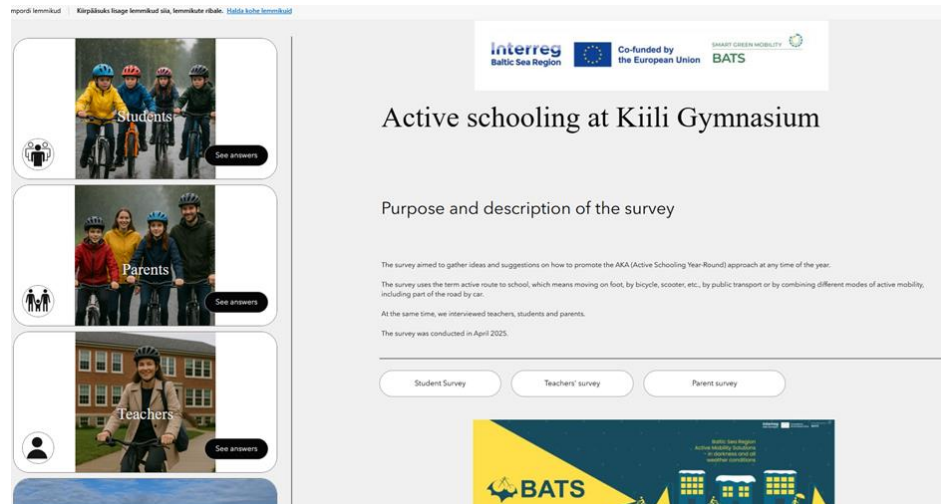 mpordi lemmikud
Kiirpääsuks lisage lemmikud siia, lemmikute ribale. Halda kohe lemmikuid
Students
See answers
Parents
See answers
Teachers
See answers
Interreg
Baltic Sea Region
Co-funded by
the European Union
SMART GREEN MOBILITY
BATS
Active schooling at Kiili Gymnasium
Purpose and description of the survey
The survey aimed to gather ideas and suggestions on how to promote the AKA (Active Schooling Year-Round) approach at any time of the year.
The survey uses the term active route to school, which means moving on foot, by bicycle, scooter, etc., by public transport or by combining different modes of active mobility,
including part of the road by car.
At the same time, we interviewed teachers, students and parents.
The survey was conducted in April 2025.
Student Survey
Teachers' survey
Parent survey
Baltic Sea Region
Active Mobility Solutions
- in darkness and all
weather conditions
BATS